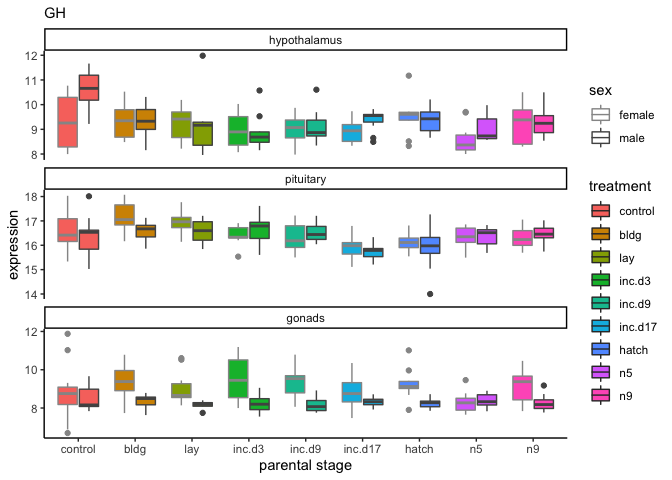 GH
hypothalamus
12
11
10
9
8
pituitary
18
17
16
15
14
gonads
12
10
8
expression
control bldg lay inc.d3 inc.d9 inc.d17 hatch n5 n9
parental stage
sex
female
male
treatment
control
bldg
lay
inc.d3
inc.d9
inc.d17
hatch
n5
n9